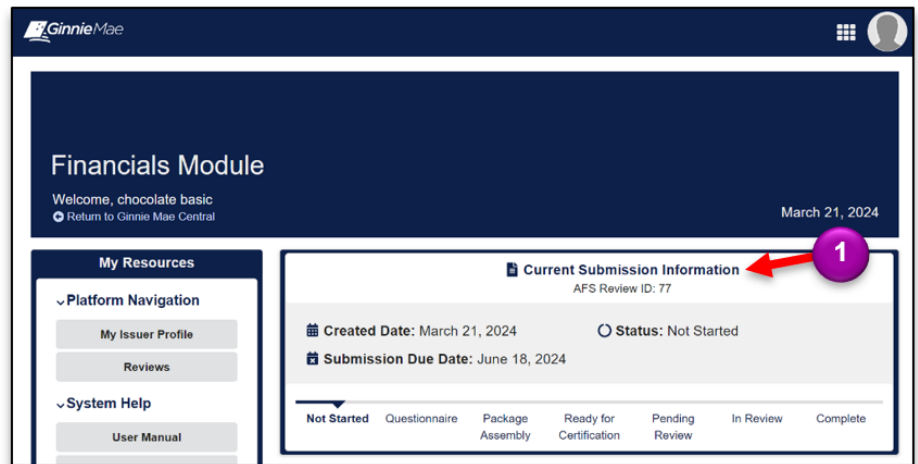 GinnieMae
Financials Module
Welcome, chocolate basic
Return to Ginnie Mae Central
March 21, 2024
My Resources
Platform Navigation
My Issuer Profile
Reviews
System Help
User Manual
Current Submission Information
1
AFS Review ID: 77
Created Date: March 21, 2024
Status: Not Started
Submission Due Date: June 18, 2024
Not Started
Questionnaire
Package
Assembly
Ready for
Certification
Pending
Review
In Review
Complete